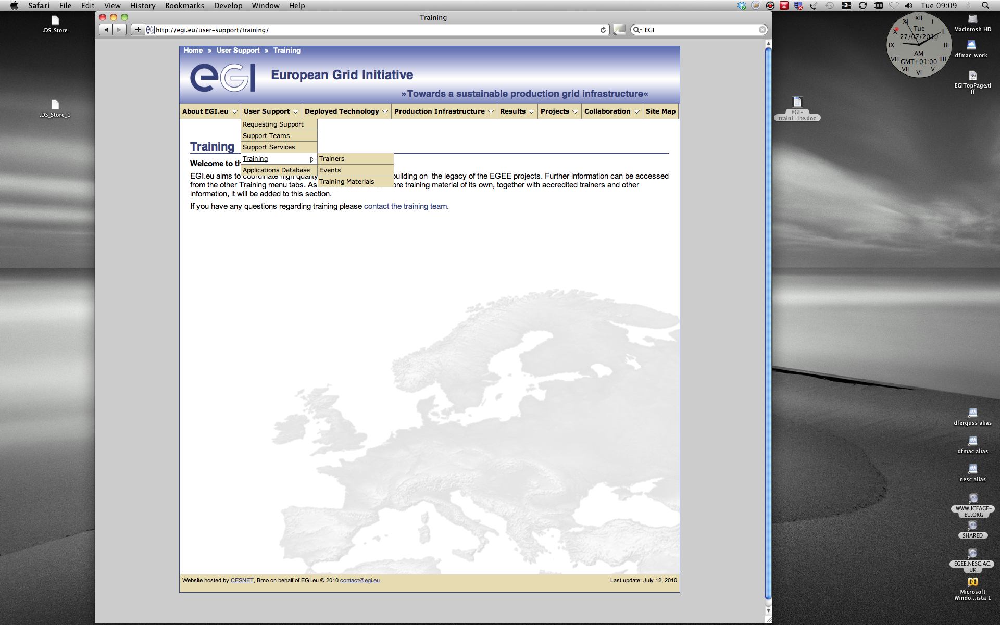 Safari File Edit View History Bookmarks Develop Window Help
2 Tue 09:09
.DS_Store
.DS_Store_1
Training
http://egi.eu/user-support/training/
EGI
Home » User Support » Training
eGI
European Grid Initiative
»Towards a sustainable production grid infrastructure«
About EGI.eu User Support Deployed Technology Production Infrastructure Results Projects Collaboration Site Map
Requesting Support
Support Teams
Support Services
Training
Applications Database
Trainers
Events
Training Materials
Training
Welcome to th
EGI.eu aims to coordinate high quality uilding on the legacy of the EGEE projects. Further information can be accessed
from the other Training menu tabs. As ore training material of its own, together with accredited trainers and other
information, it will be added to this section.
If you have any questions regarding training please contact the training team.
Website hosted by CESNET, Brno on behalf of EGI.eu © 2010 contact@egi.eu
Last update: July 12, 2010
XII
I
II
III
IIII
V
VI
VII
VIII
IX
X
XI
Tue
27/07/2010
AM
GMT+01:00
Macintosh HD
dfmac_work
EGITopPage.ti
ff
EGI-
traini...ite.doc
dferguss alias
dfmac alias
nesc alias
WWW.ICEAGE-
EU.ORG
SHARED
EGEE.NESC.AC.
UK
Microsoft
Windo...ista 1